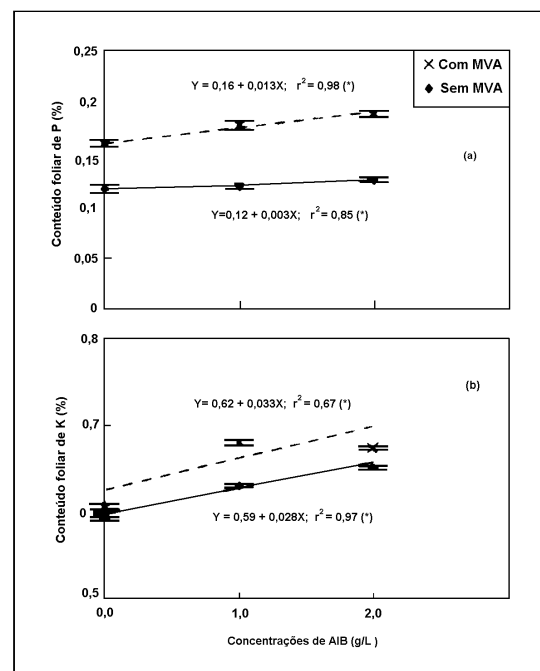 0,25
Com MVA
Sem MVA
Y = 0,16 + 0,013X; r2 = 0,98 (*)
0,2
Conteúdo foliar de P (%)
0,15
(a)
0,1
Y=0,12 + 0,003X; r2 = 0,85 (*)
0,05
0
0,8
(b)
Y= 0,62 + 0,033X; r2 = 0,67 (*)
0,7
Conteúdo foliar de K (%)
0
Y = 0,59 + 0,028X; r2 = 0,97 (*)
0,5
0,0
1,0
2,0
Concentrações de AIB (g/L )